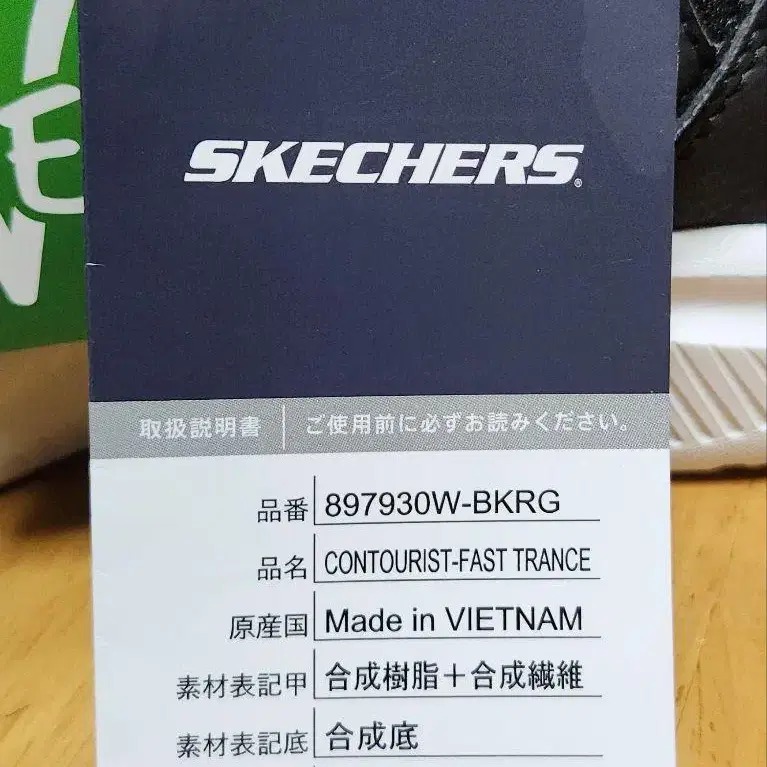 SKECHERS®
取扱説明書 ご使用前に必ずお読みください。
品番 897930W-BKRG
品名 CONTOURIST-FAST TRANCE
原産国 Made in VIETNAM
素材表記甲 合成樹脂+合成繊維
素材表記底 合成底